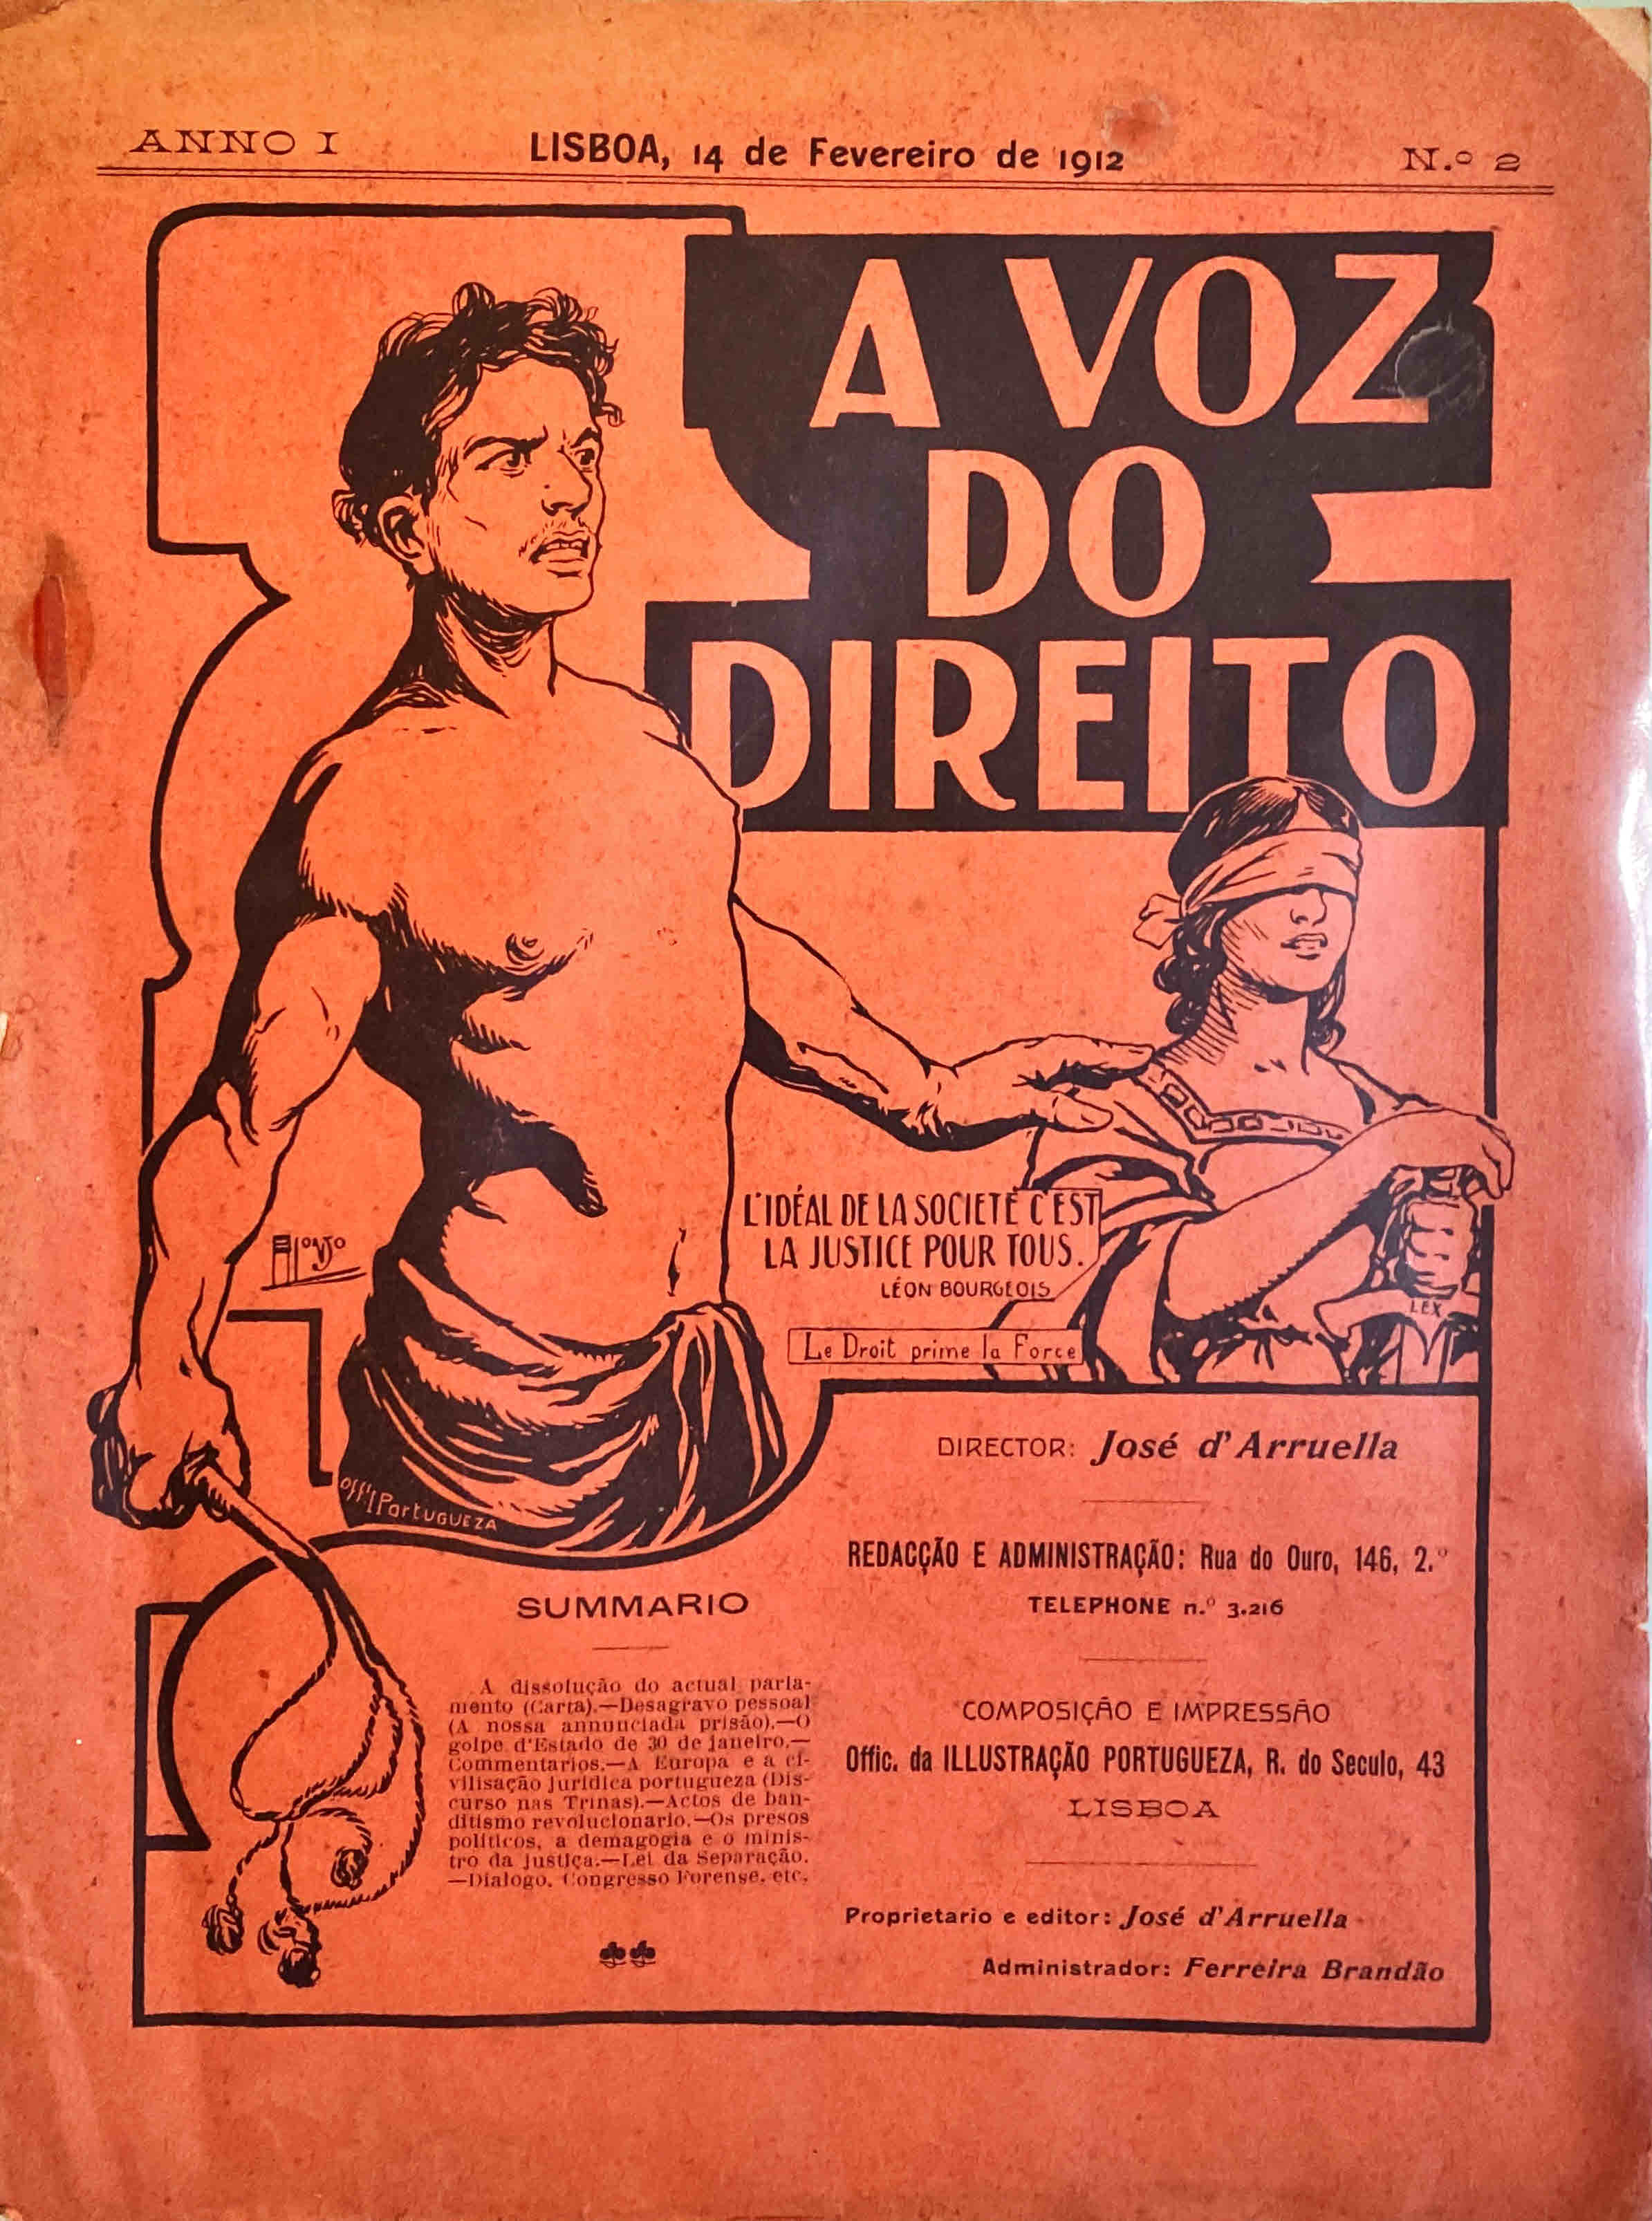 ANNO I
LISBOA, 14 de Fevereiro de 1912
N.º 2
A VOZ
DO
DIREITO
L'IDÉAL DE LA SOCIETÉ C'EST
LA JUSTICE POUR TOUS.
LÉON BOURGEOIS
Le Droit prime la Force
LEX
ALONSO
Off. I PORTUGUEZA
DIRECTOR: José d'Arruella
REDACÇÃO E ADMINISTRAÇÃO: Rua do Ouro, 146, 2.º
TELEPHONE n.º 3.216
COMPOSIÇÃO E IMPRESSÃO
Offic. da ILLUSTRAÇÃO PORTUGUEZA, R. do Seculo, 43
LISBOA
Proprietario e editor: José d'Arruella
Administrador: Ferreira Brandão
SUMMARIO
A dissolução do actual parla-
mento (Carta).—Desagravo pessoal
(A nossa annunciada prisão).—O
golpe d'Estado de 30 de janeiro.—
Commentarios.—A Europa e a ci-
vilisação juridica portugueza (Dis-
curso nas Trinas).—Actos de ban-
ditismo revolucionario.—Os presos
politicos, a demagogia e o minis-
tro da justiça.—Lei da Separação.
—Dialogo. Congresso Forense, etc.